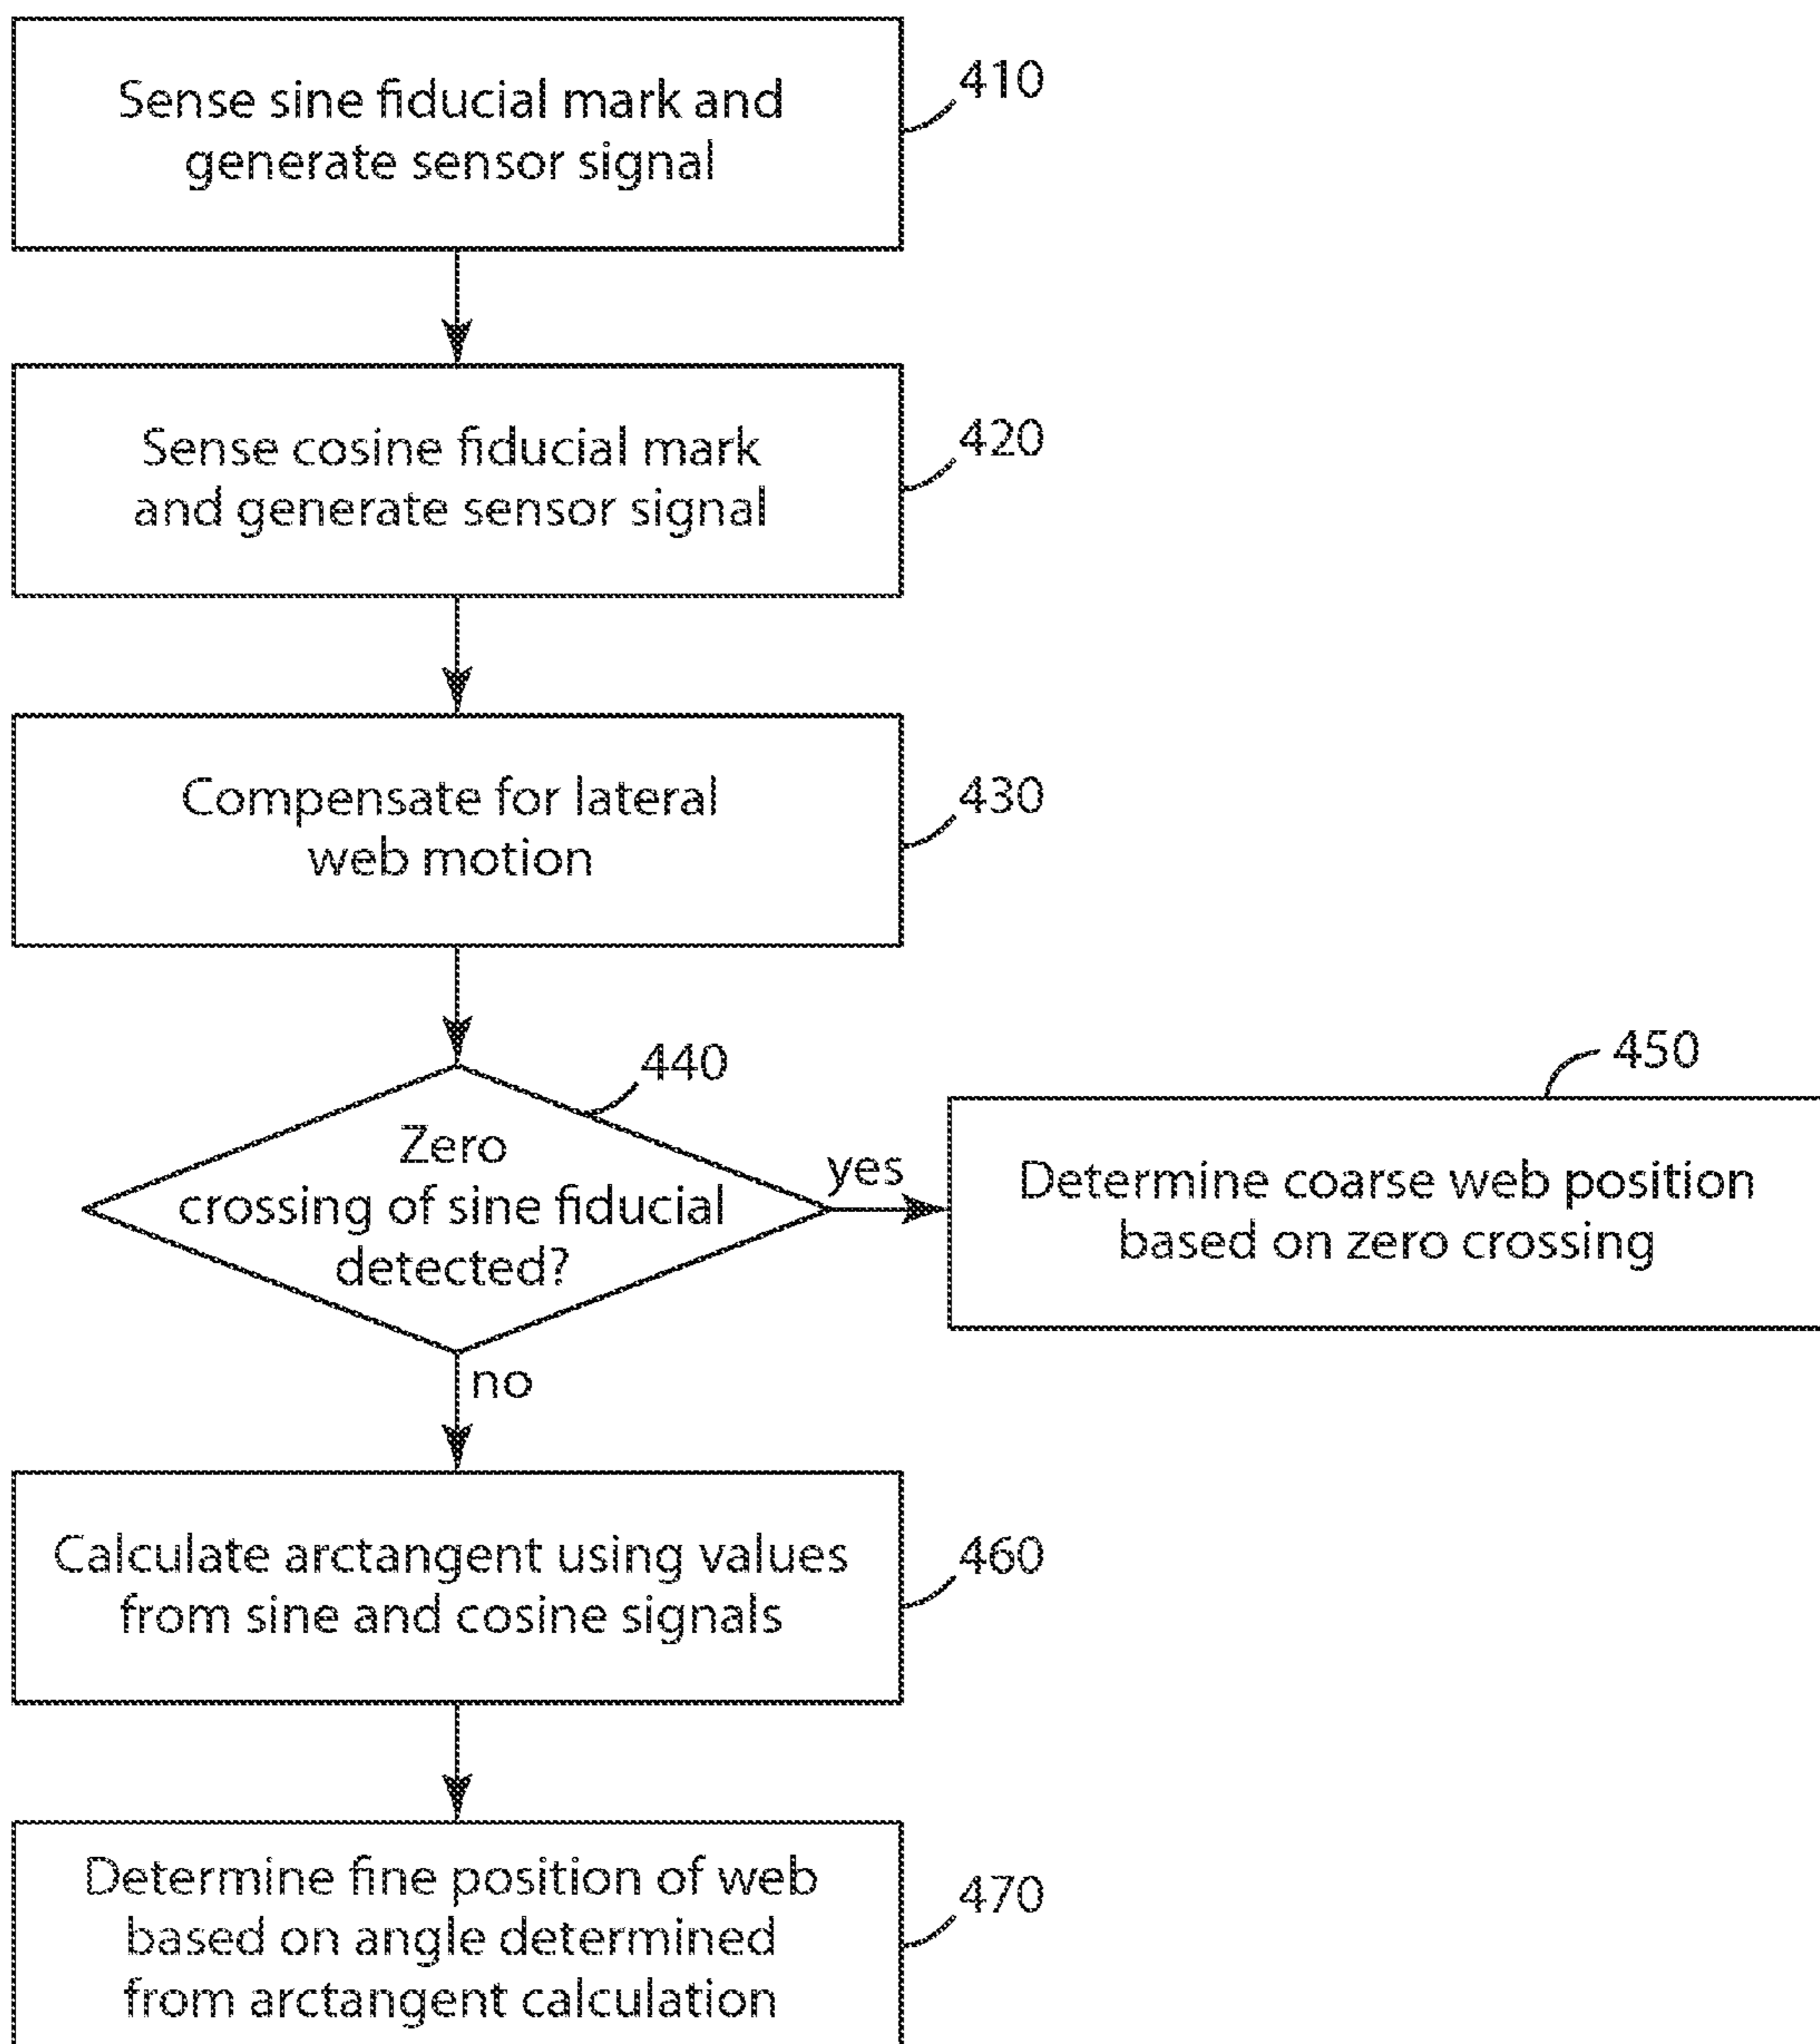 Sense sine fiducial mark and
generate sensor signal
410
Sense cosine fiducial mark
and generate sensor signal
420
Compensate for lateral
web motion
430
440
Zero
crossing of sine fiducial
detected?
yes
450
Determine coarse web position
based on zero crossing
no
Calculate arctangent using values
from sine and cosine signals
460
Determine fine position of web
based on angle determined
from arctangent calculation
470